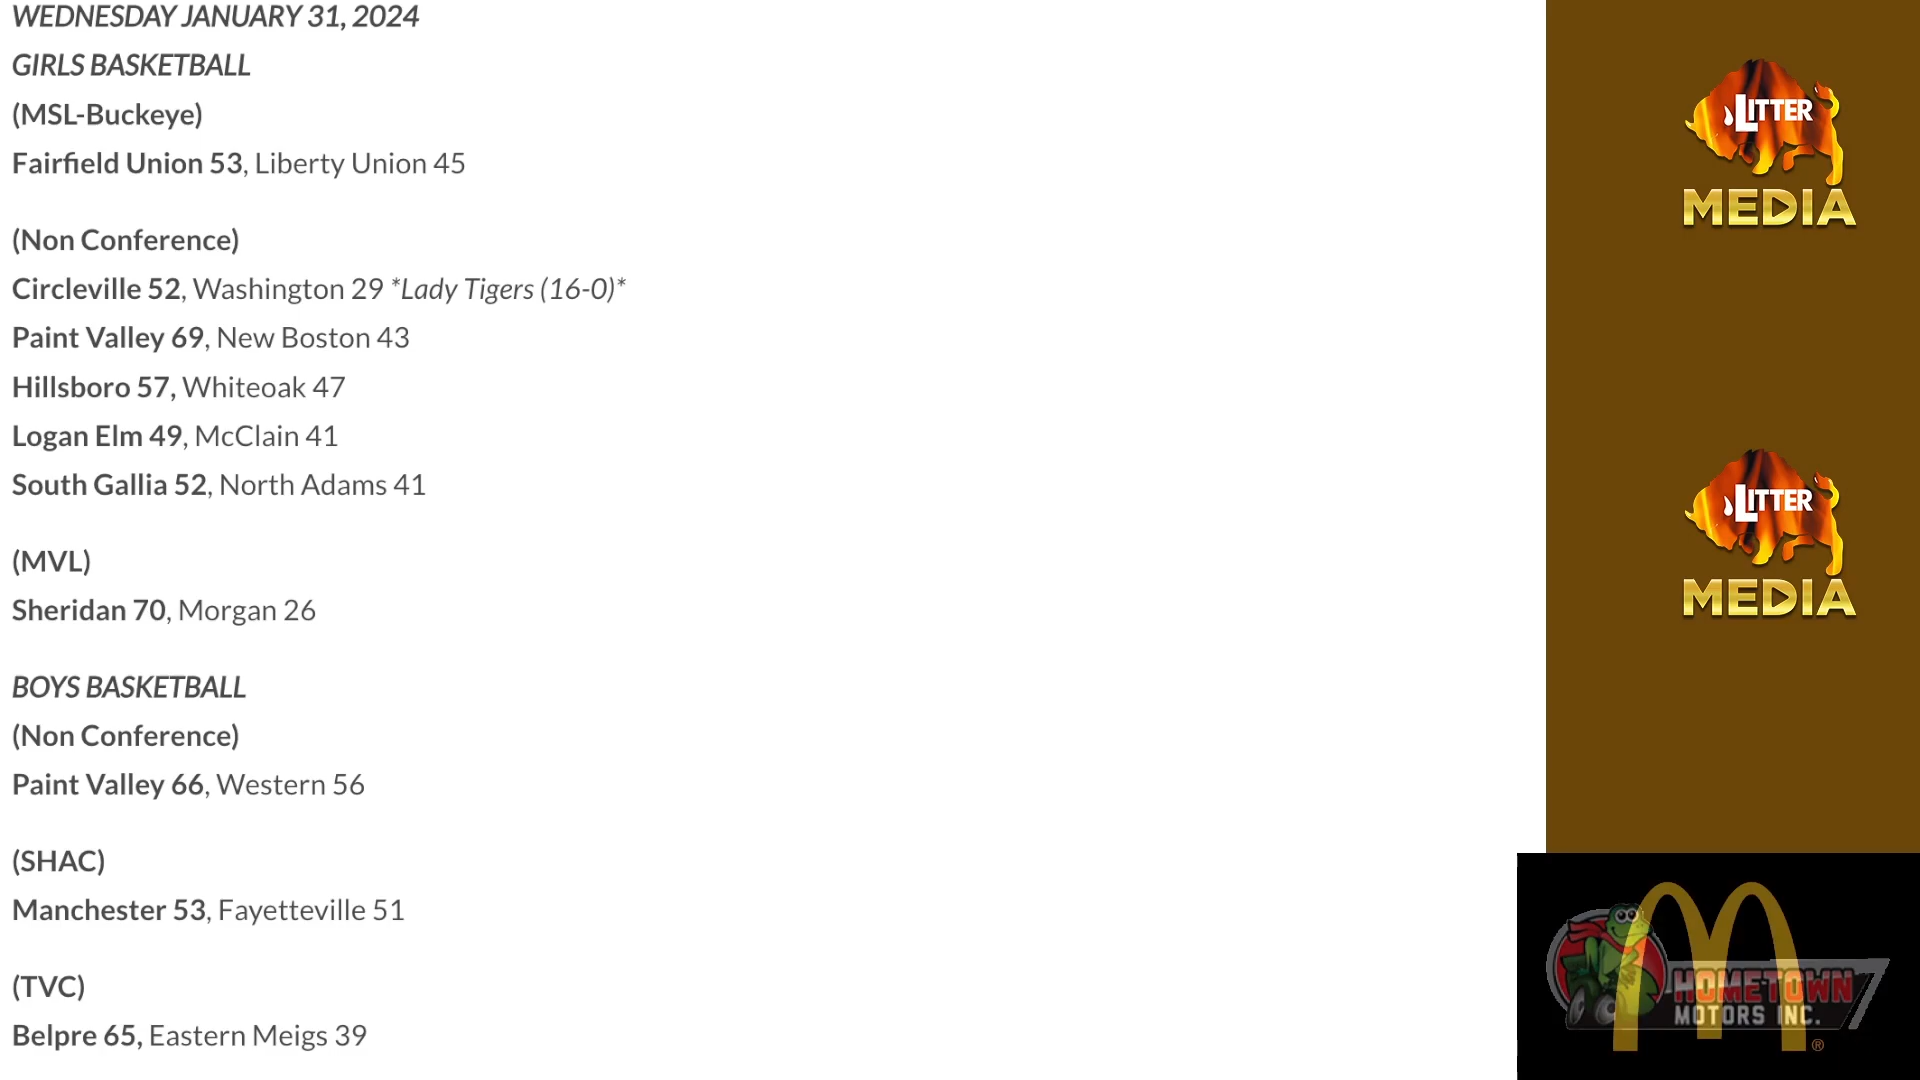 WEDNESDAY JANUARY 31, 2024
GIRLS BASKETBALL
(MSL-Buckeye)
Fairfield Union 53, Liberty Union 45
(Non Conference)
Circleville 52, Washington 29 *Lady Tigers (16-0)*
Paint Valley 69, New Boston 43
Hillsboro 57, Whiteoak 47
Logan Elm 49, McClain 41
South Gallia 52, North Adams 41
(MVL)
Sheridan 70, Morgan 26
BOYS BASKETBALL
(Non Conference)
Paint Valley 66, Western 56
(SHAC)
Manchester 53, Fayetteville 51
(TVC)
Belpre 65, Eastern Meigs 39
LITTER
MEDIA
LITTER
MEDIA
HOMETOWN
MOTORS INC.
®